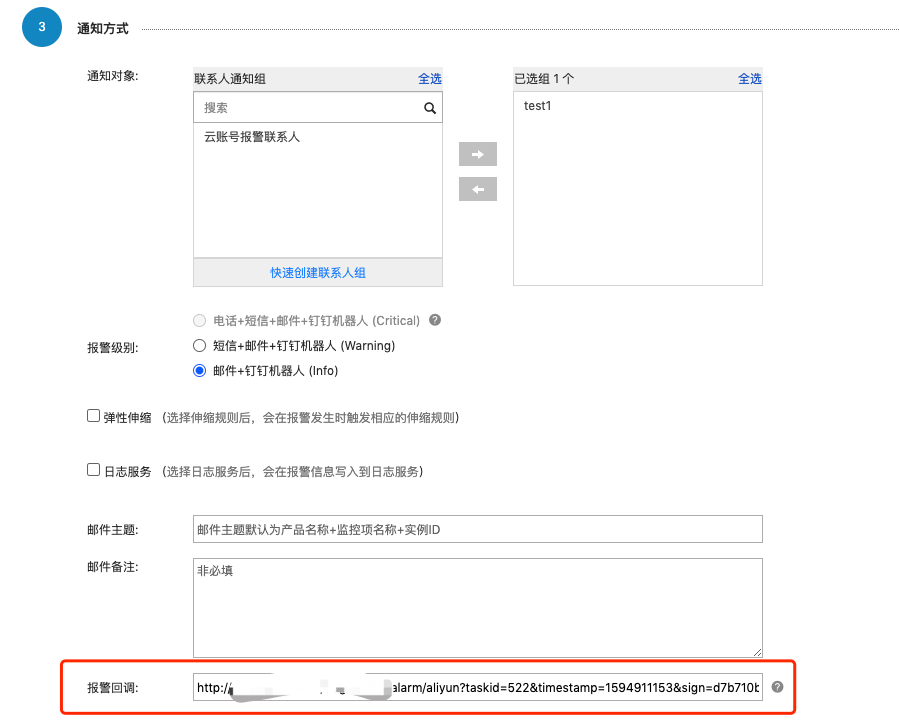 3 通知方式
通知对象:
联系人通知组 全选
已选组 1 个 全选
搜索
云账号报警联系人
快速创建联系人组
test1
报警级别:
电话+短信+邮件+钉钉机器人 (Critical) ?
短信+邮件+钉钉机器人 (Warning)
邮件+钉钉机器人 (Info)
弹性伸缩 (选择伸缩规则后，会在报警发生时触发相应的伸缩规则)
日志服务 (选择日志服务后，会在报警信息写入到日志服务)
邮件主题: 邮件主题默认为产品名称+监控项名称+实例ID
邮件备注: 非必填
报警回调: http:/ alarm/aliyun?taskid=522&timestamp=1594911153&sign=d7b710b ?